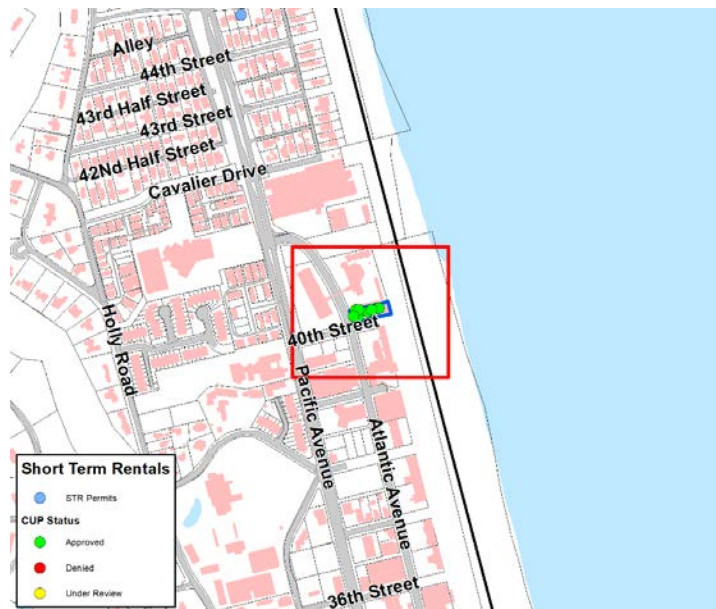 Alley
44th Street
43rd Half Street
43rd Street
42Nd Half Street
Cavalier Drive
40th Street
Holly Road
Pacific Avenue
Atlantic Avenue
36th Street
Short Term Rentals
STR Permits
CUP Status
Approved
Denied
Under Review